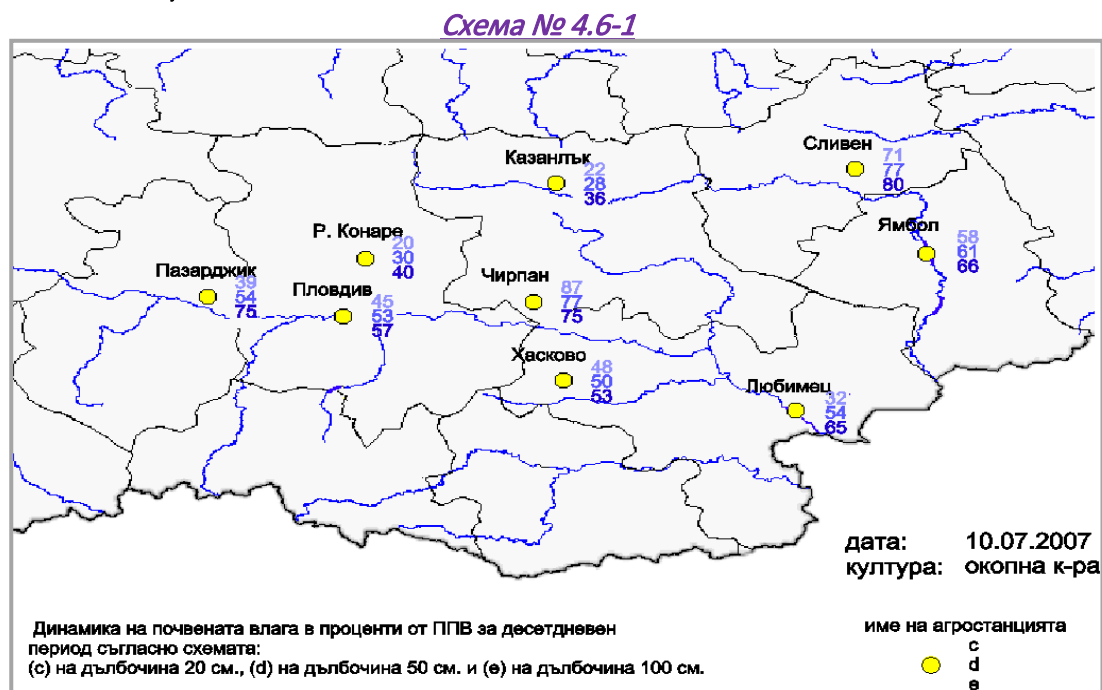 Схема № 4.6-1
Казанлък
22
28
36
Сливен
71
77
80
Р. Конаре
20
30
40
Ямбол
58
61
66
Пазарджик
39
54
75
Пловдив
45
53
57
Чирпан
87
77
75
Хасково
48
50
53
Любимец
32
54
65
дата: 10.07.2007
култура: окопна к-ра
Динамика на почвената влага в проценти от ППВ за десетдневен
период съгласно схемата:
(c) на дълбочина 20 см., (d) на дълбочина 50 см. и (e) на дълбочина 100 см.
име на агростанцията
c
d
e